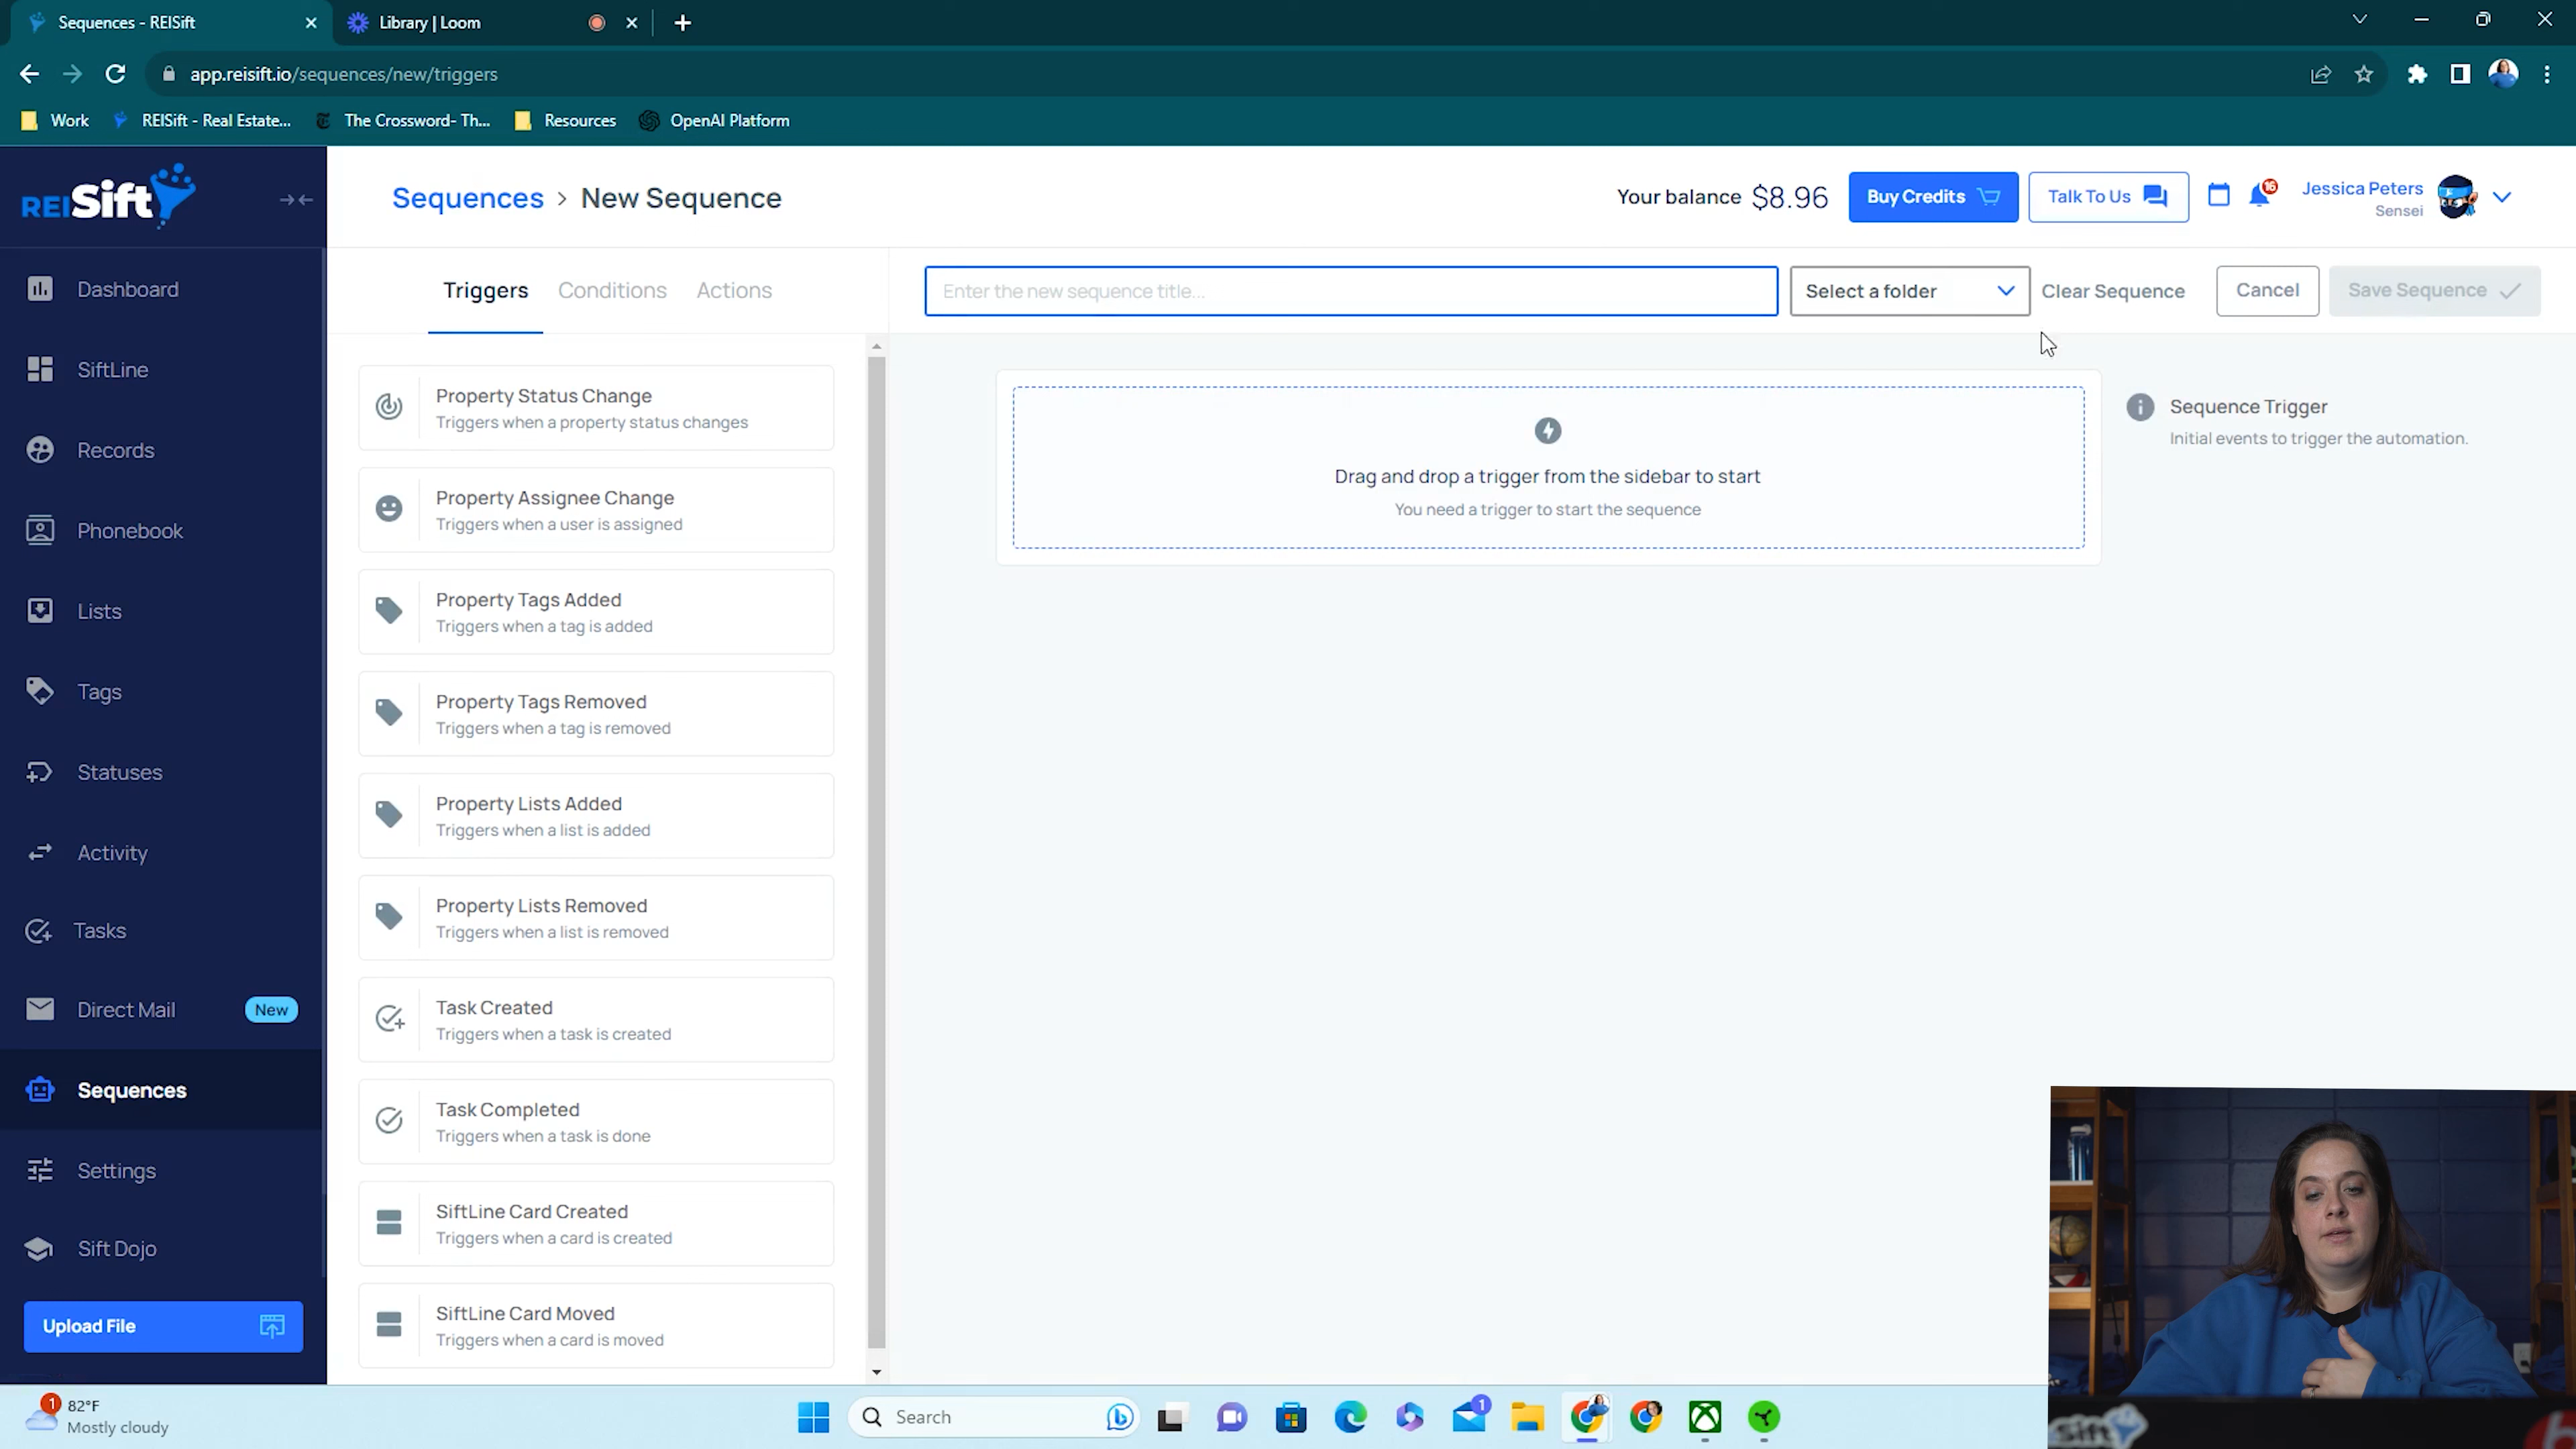 Sequences - REISift
Library | Loom
app.reisift.io/sequences/new/triggers
Work
REISift - Real Estate...
The Crossword- Th...
Resources
OpenAI Platform
REISift
Sequences > New Sequence
Your balance $8.96
Buy Credits
Talk To Us
16
Jessica Peters
Sensei
Dashboard
SiftLine
Records
Phonebook
Lists
Tags
Statuses
Activity
Tasks
Direct Mail New
Sequences
Settings
Sift Dojo
Upload File
Triggers Conditions Actions
Enter the new sequence title...
Select a folder
Clear Sequence
Cancel
Save Sequence
Property Status Change
Triggers when a property status changes
Property Assignee Change
Triggers when a user is assigned
Property Tags Added
Triggers when a tag is added
Property Tags Removed
Triggers when a tag is removed
Property Lists Added
Triggers when a list is added
Property Lists Removed
Triggers when a list is removed
Task Created
Triggers when a task is created
Task Completed
Triggers when a task is done
SiftLine Card Created
Triggers when a card is created
SiftLine Card Moved
Triggers when a card is moved
Drag and drop a trigger from the sidebar to start
You need a trigger to start the sequence
Sequence Trigger
Initial events to trigger the automation.
1
82°F
Mostly cloudy
Search
1
Sift